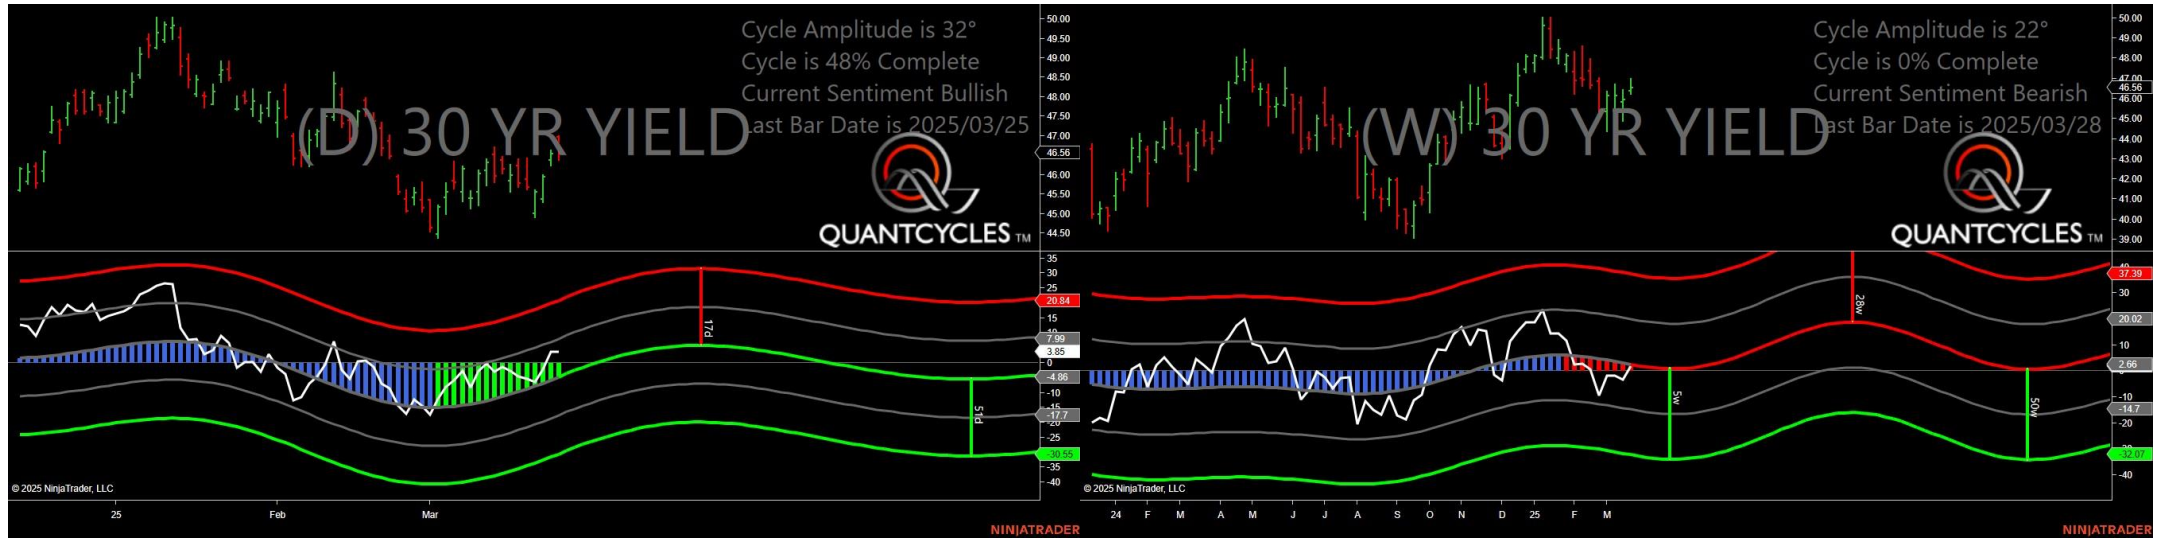 Cycle Amplitude is 32°
Cycle is 48% Complete
Current Sentiment Bullish
Last Bar Date is 2025/03/25
(D) 30 YR YIELD
QUANTCYCLES TM
50.00
49.50
49.00
48.50
48.00
47.50
47.00
46.56
46.00
45.50
45.00
44.50
35
30
25
20.84
15
10
7.99
3.85
0
-4.86
-10
-15
-17.7
-20
-25
-30.55
-35
-40
17d
51d
© 2025 NinjaTrader, LLC
25 Feb Mar
NINJATRADER
Cycle Amplitude is 22°
Cycle is 0% Complete
Current Sentiment Bearish
Last Bar Date is 2025/03/28
(W) 30 YR YIELD
QUANTCYCLES TM
50.00
49.00
48.00
47.00
46.56
46.00
45.00
44.00
43.00
42.00
41.00
40.00
39.00
40
37.39
30
20.02
10
2.66
-10
-14.7
-20
-32.07
-40
28w
5w
50w
© 2025 NinjaTrader, LLC
24 F M A M J J A S O N D 25 F M
NINJATRADER